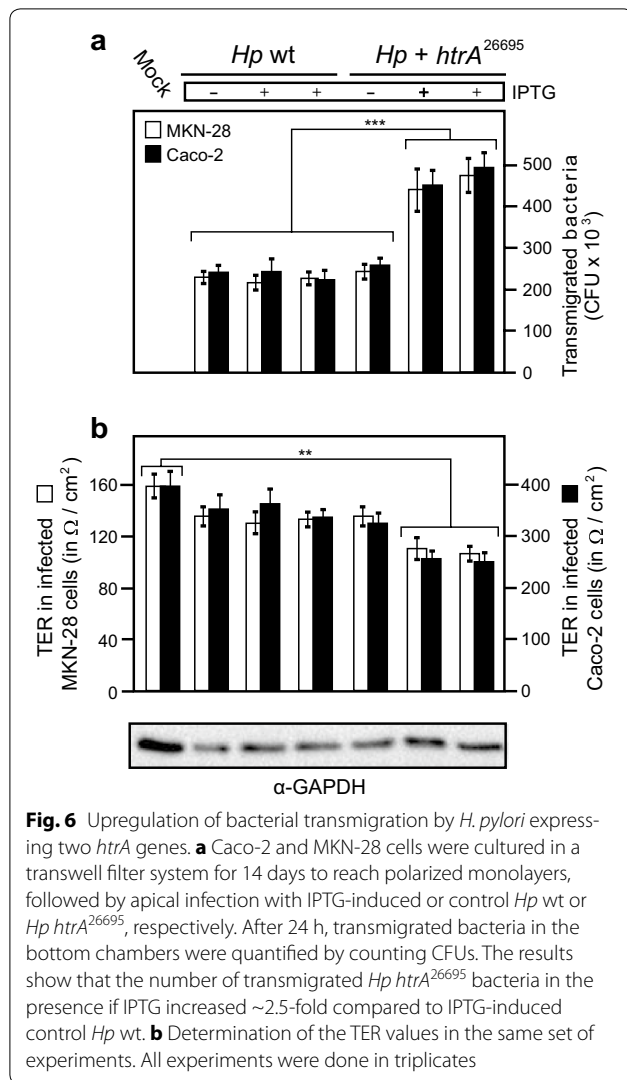 a
Mock
Hp wt
Hp + htrA26695
– + + – + + IPTG
MKN-28
Caco-2
***
500
400
300
200
100
0
Transmigrated bacteria
(CFU x 10³)
b
**
TER in infected
MKN-28 cells (in Ω / cm²)
160
120
80
40
0
400
300
200
100
0
TER in infected
Caco-2 cells (in Ω / cm²)
α-GAPDH
Fig. 6 Upregulation of bacterial transmigration by H. pylori express-
ing two htrA genes. a Caco-2 and MKN-28 cells were cultured in a
transwell filter system for 14 days to reach polarized monolayers,
followed by apical infection with IPTG-induced or control Hp wt or
Hp htrA26695, respectively. After 24 h, transmigrated bacteria in the
bottom chambers were quantified by counting CFUs. The results
show that the number of transmigrated Hp htrA26695 bacteria in the
presence if IPTG increased ~2.5-fold compared to IPTG-induced
control Hp wt. b Determination of the TER values in the same set of
experiments. All experiments were done in triplicates